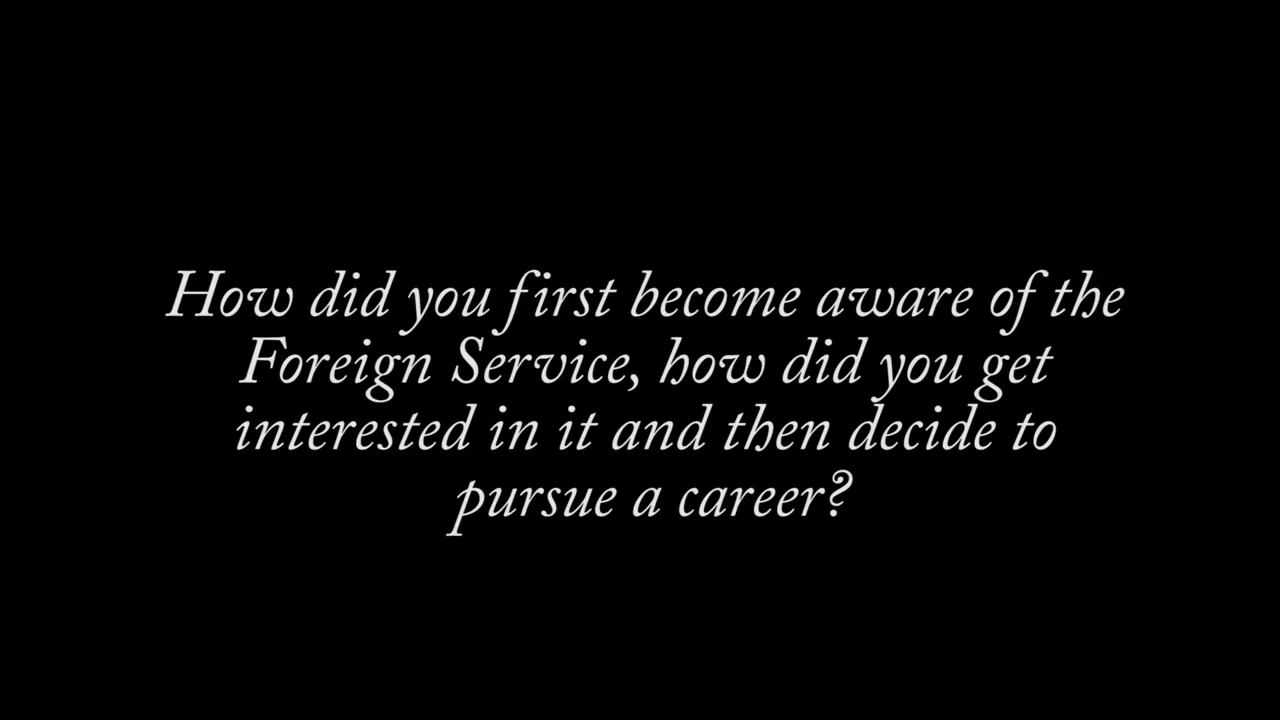 How did you first become aware of the
Foreign Service, how did you get
interested in it and then decide to
pursue a career?